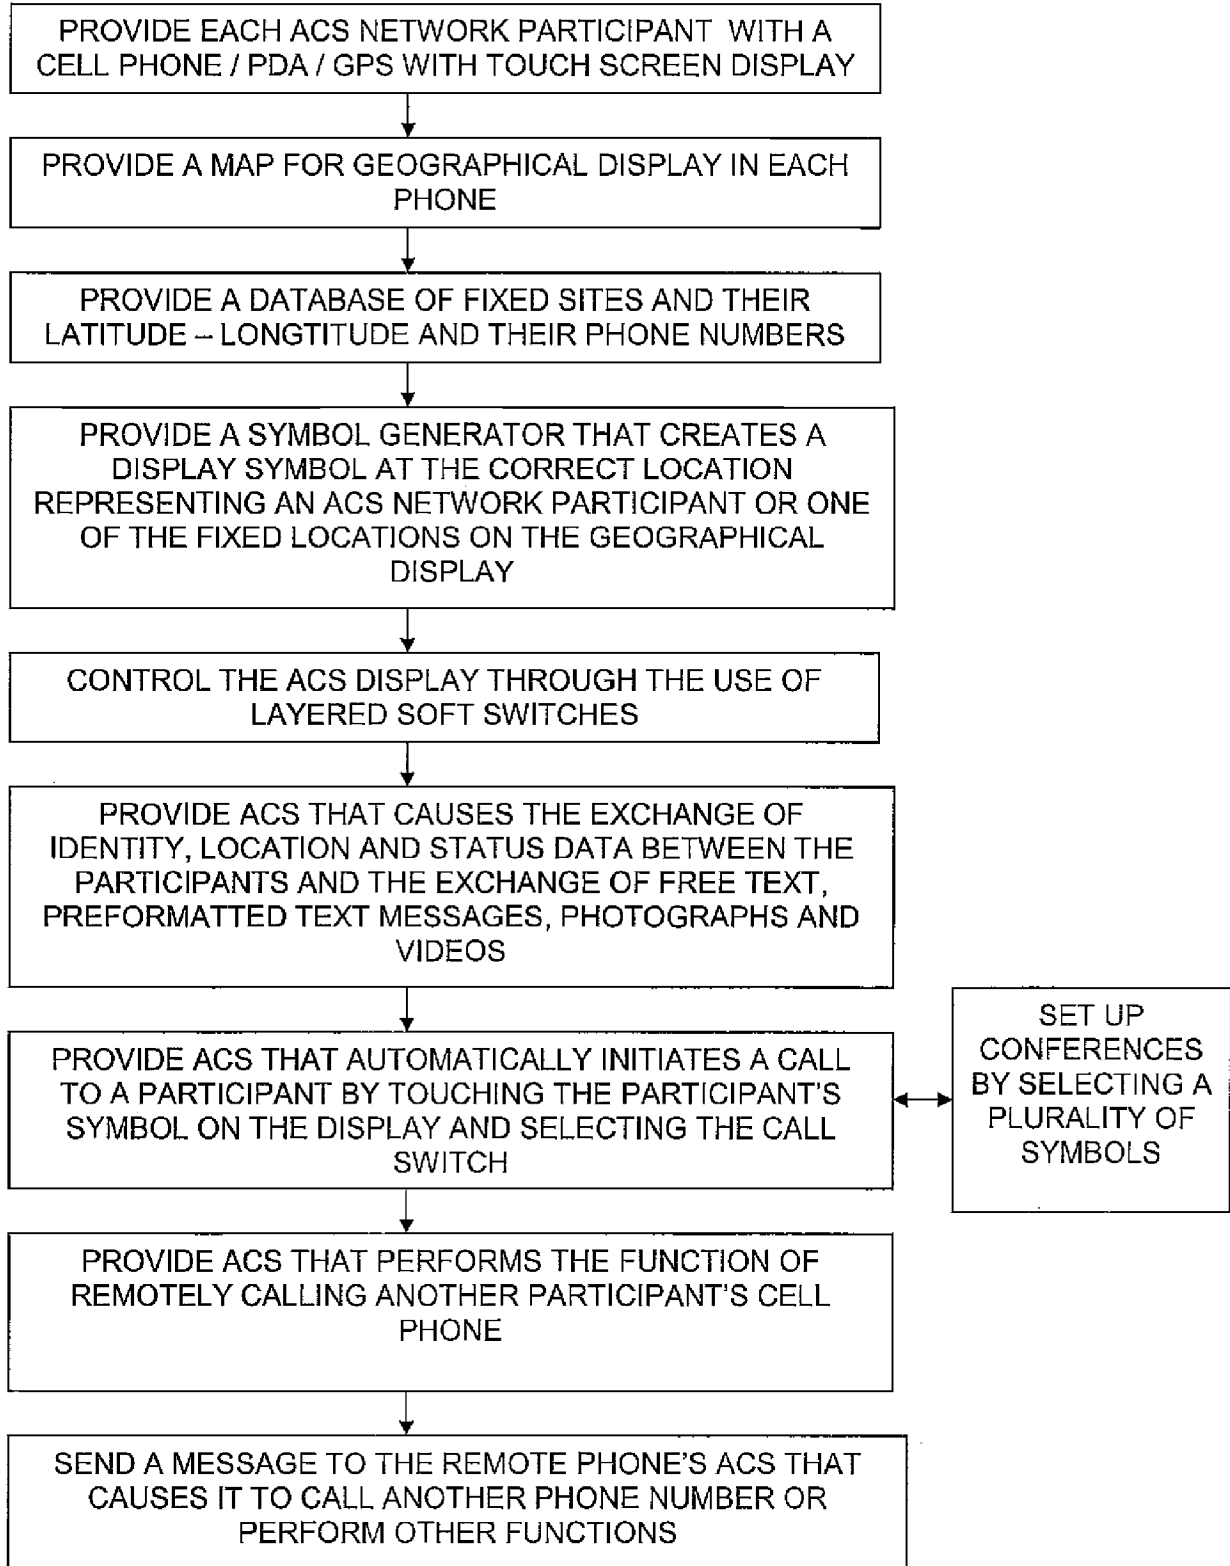 PROVIDE EACH ACS NETWORK PARTICIPANT WITH A
CELL PHONE / PDA / GPS WITH TOUCH SCREEN DISPLAY
PROVIDE A MAP FOR GEOGRAPHICAL DISPLAY IN EACH
PHONE
PROVIDE A DATABASE OF FIXED SITES AND THEIR
LATITUDE – LONGTITUDE AND THEIR PHONE NUMBERS
PROVIDE A SYMBOL GENERATOR THAT CREATES A
DISPLAY SYMBOL AT THE CORRECT LOCATION
REPRESENTING AN ACS NETWORK PARTICIPANT OR ONE
OF THE FIXED LOCATIONS ON THE GEOGRAPHICAL
DISPLAY
CONTROL THE ACS DISPLAY THROUGH THE USE OF
LAYERED SOFT SWITCHES
PROVIDE ACS THAT CAUSES THE EXCHANGE OF
IDENTITY, LOCATION AND STATUS DATA BETWEEN THE
PARTICIPANTS AND THE EXCHANGE OF FREE TEXT,
PREFORMATTED TEXT MESSAGES, PHOTOGRAPHS AND
VIDEOS
PROVIDE ACS THAT AUTOMATICALLY INITIATES A CALL
TO A PARTICIPANT BY TOUCHING THE PARTICIPANT'S
SYMBOL ON THE DISPLAY AND SELECTING THE CALL
SWITCH
SET UP
CONFERENCES
BY SELECTING A
PLURALITY OF
SYMBOLS
PROVIDE ACS THAT PERFORMS THE FUNCTION OF
REMOTELY CALLING ANOTHER PARTICIPANT'S CELL
PHONE
SEND A MESSAGE TO THE REMOTE PHONE'S ACS THAT
CAUSES IT TO CALL ANOTHER PHONE NUMBER OR
PERFORM OTHER FUNCTIONS